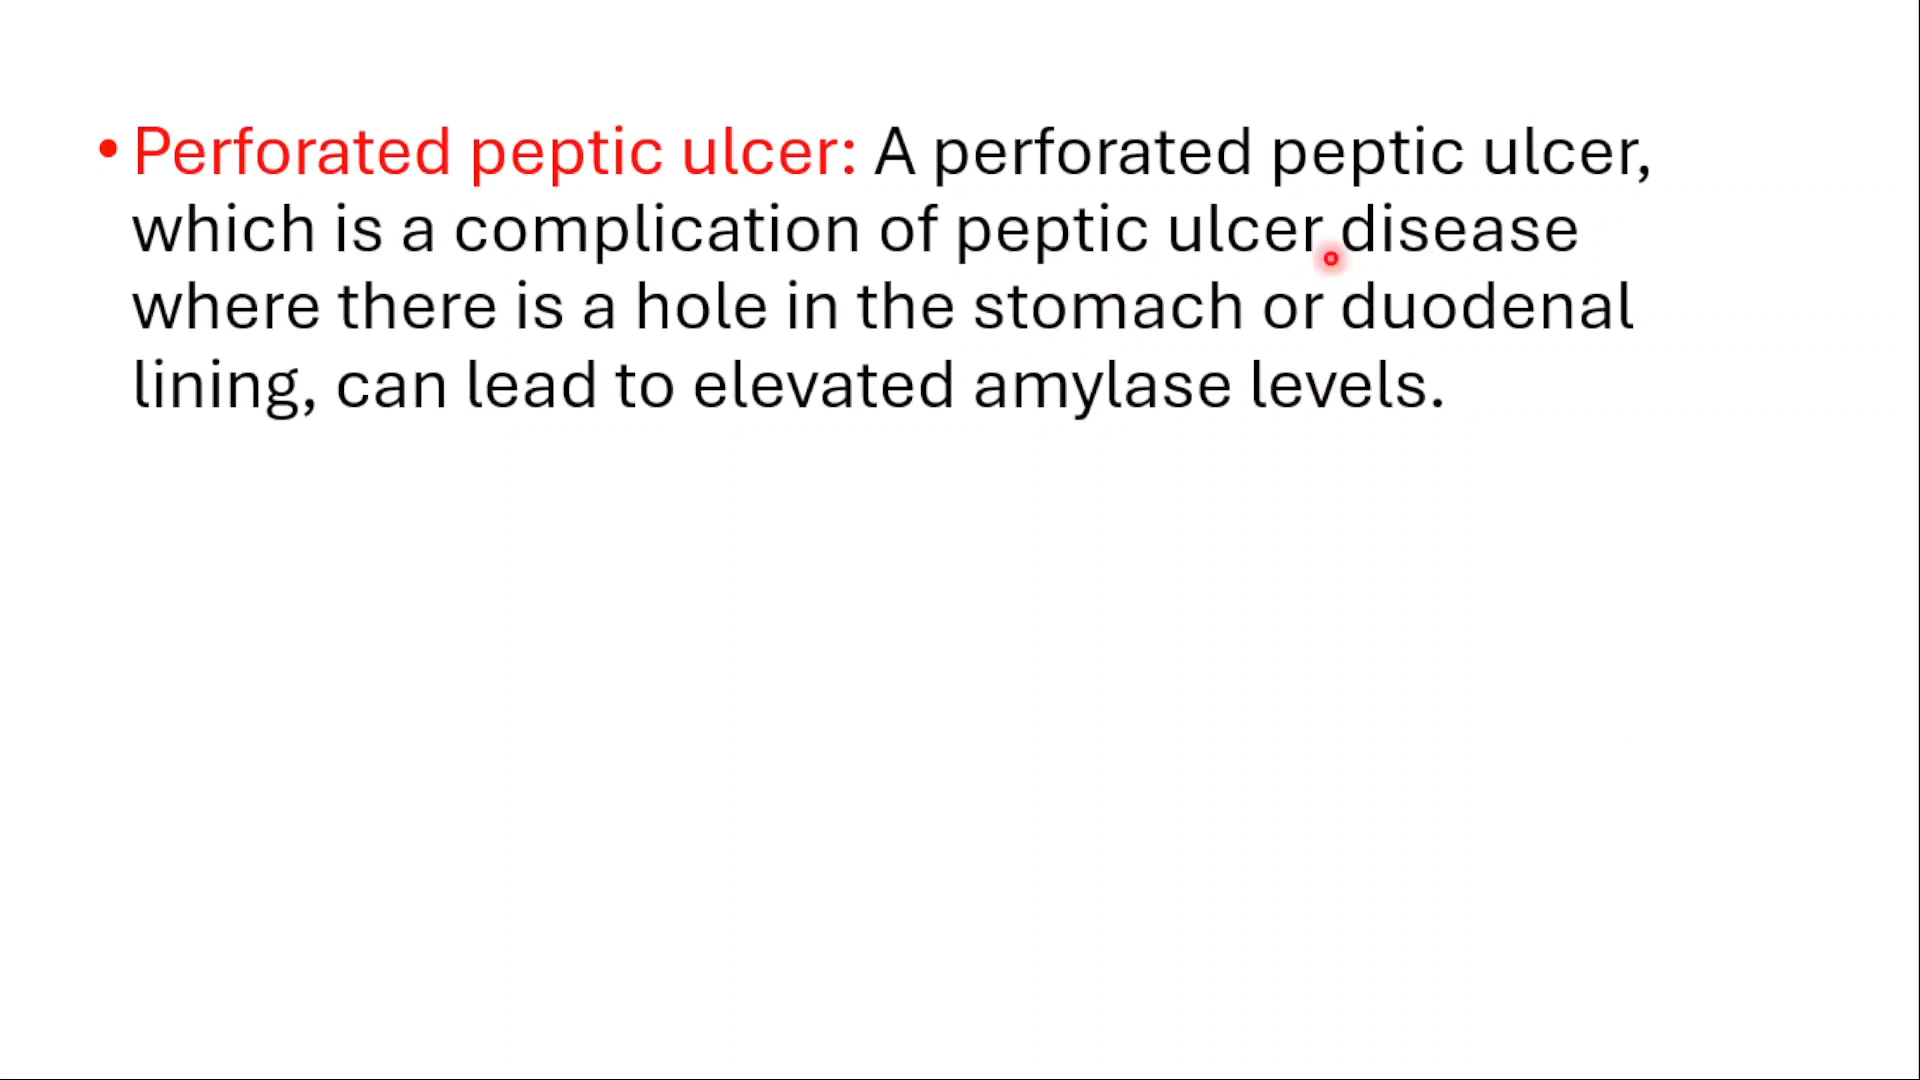 • Perforated peptic ulcer: A perforated peptic ulcer,
which is a complication of peptic ulcer disease
where there is a hole in the stomach or duodenal
lining, can lead to elevated amylase levels.